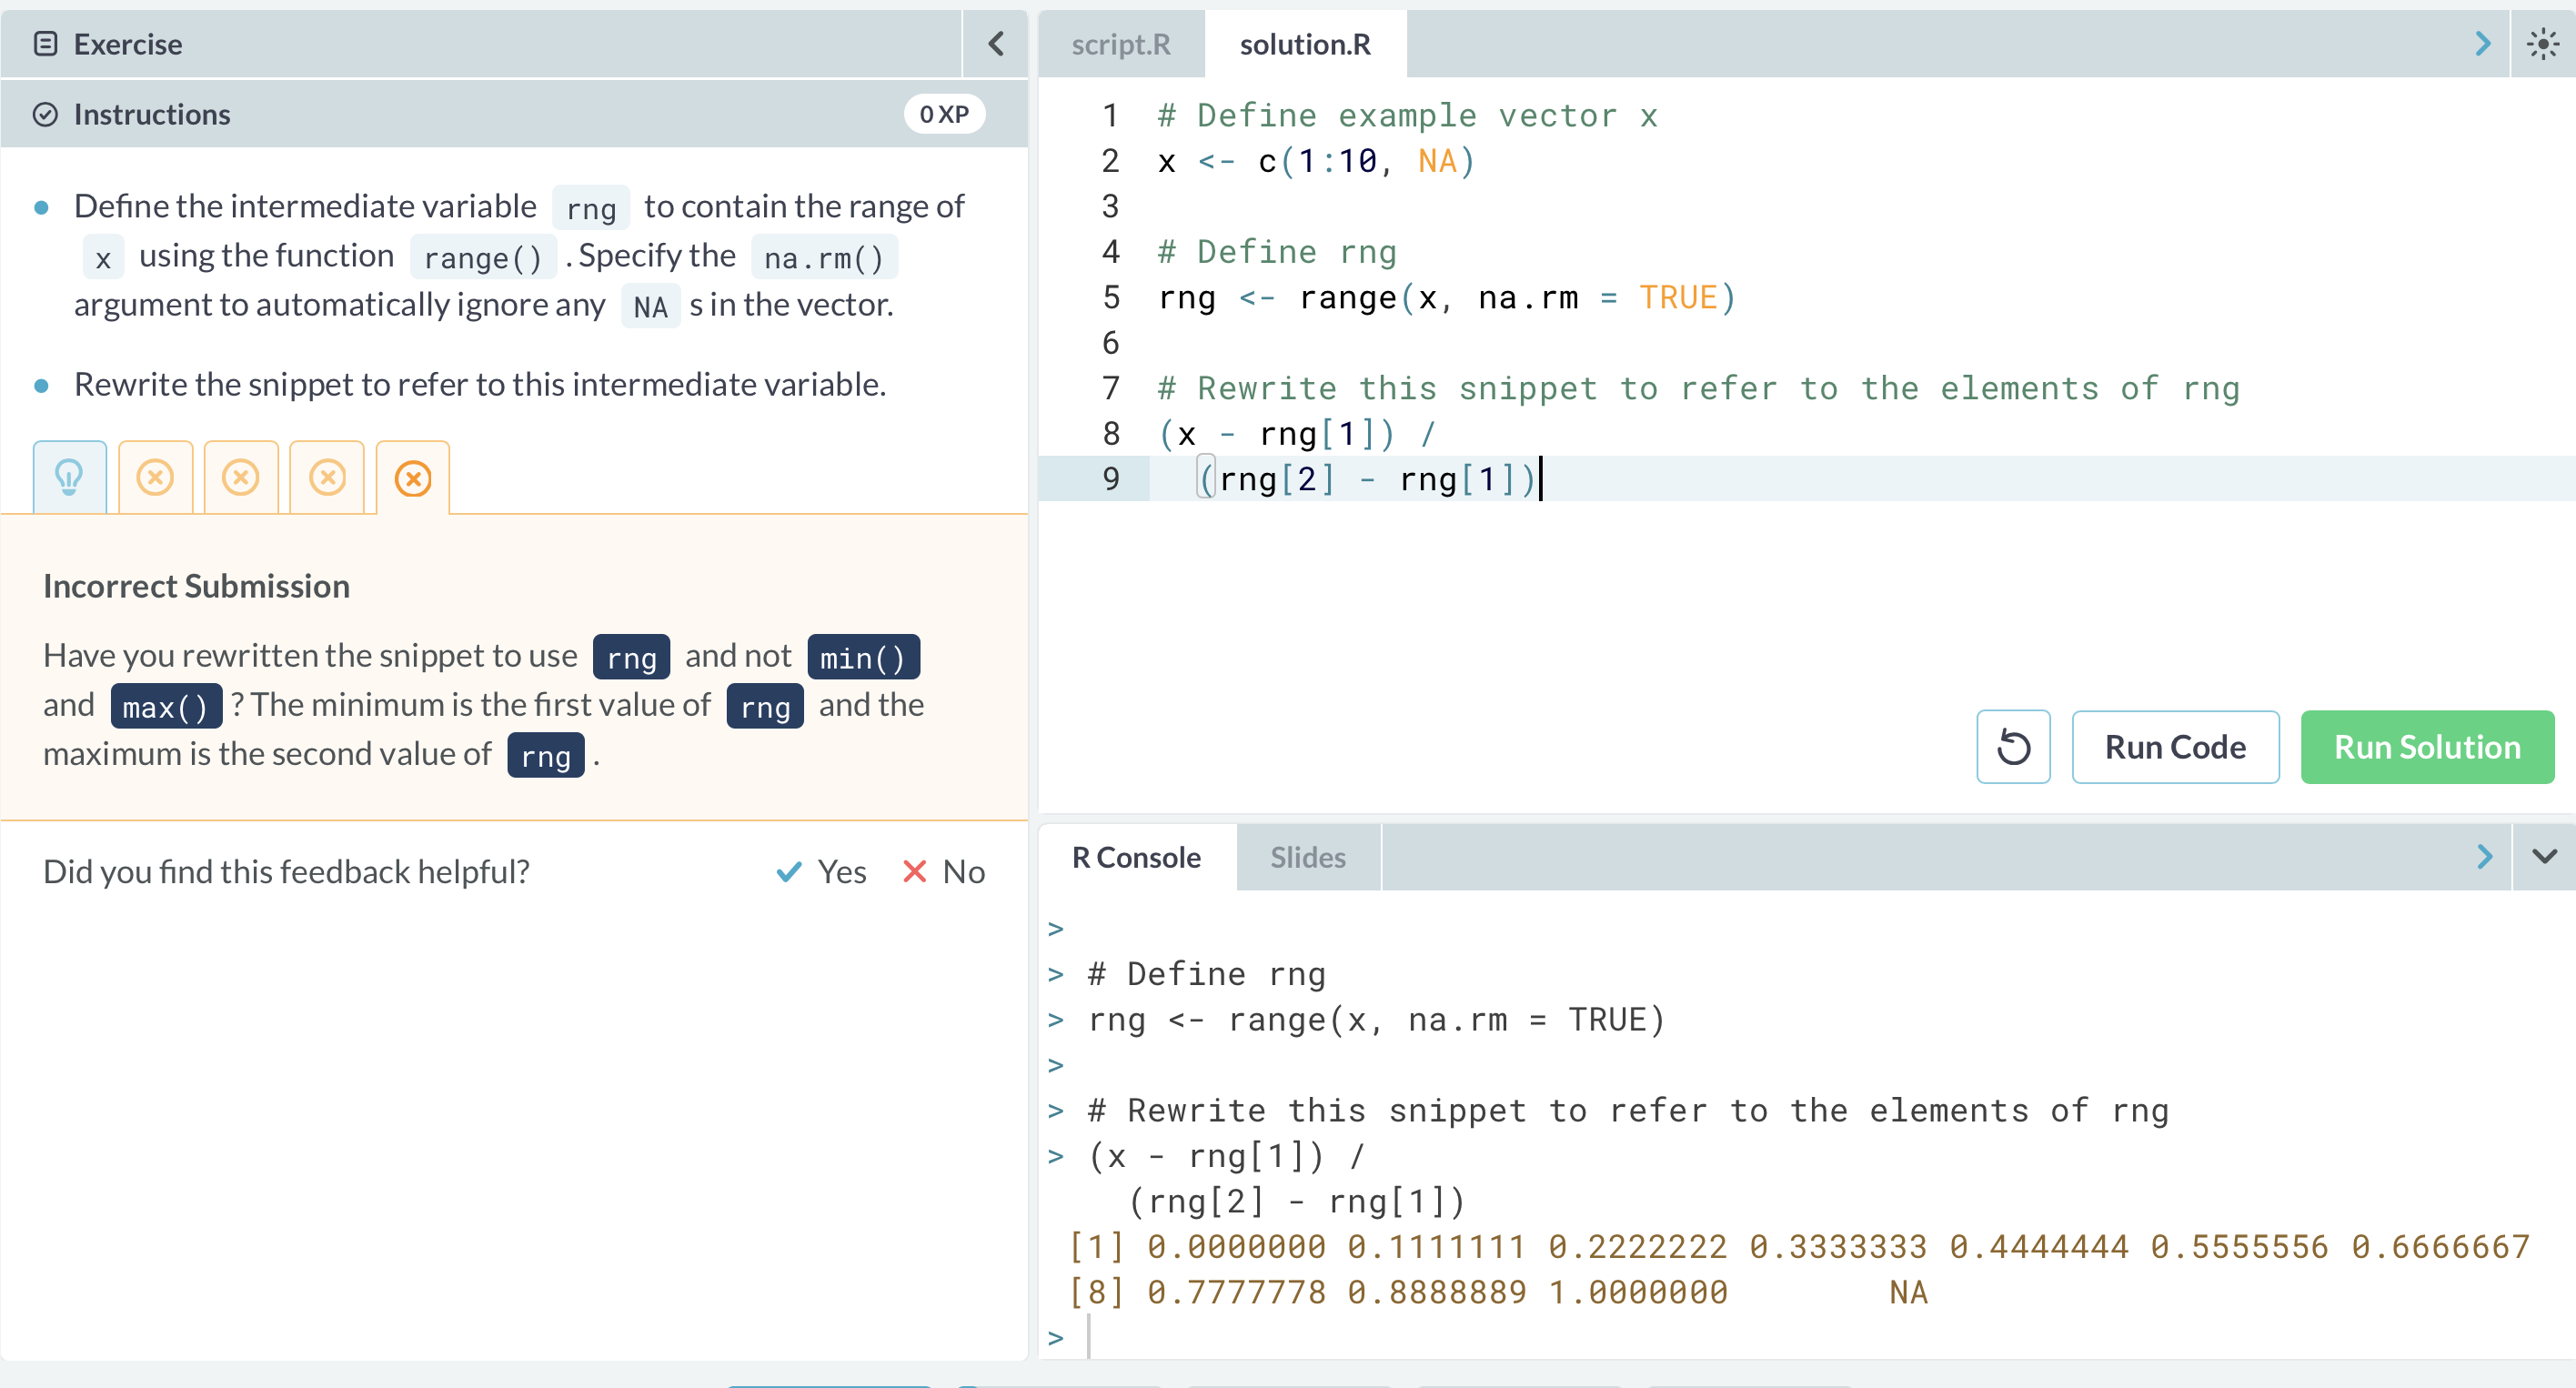 Exercise
Instructions
0 XP
Define the intermediate variable rng to contain the range of
x using the function range() . Specify the na.rm()
argument to automatically ignore any NA s in the vector.
Rewrite the snippet to refer to this intermediate variable.
Incorrect Submission
Have you rewritten the snippet to use rng and not min()
and max() ? The minimum is the first value of rng and the
maximum is the second value of rng .
Did you find this feedback helpful?
Yes
No
script.R
solution.R
1 # Define example vector x
2 x <- c(1:10, NA)
3
4 # Define rng
5 rng <- range(x, na.rm = TRUE)
6
7 # Rewrite this snippet to refer to the elements of rng
8 (x - rng[1]) /
9   (rng[2] - rng[1])
Run Code
Run Solution
R Console
Slides
>
> # Define rng
> rng <- range(x, na.rm = TRUE)
>
> # Rewrite this snippet to refer to the elements of rng
> (x - rng[1]) /
    (rng[2] - rng[1])
[1] 0.0000000 0.1111111 0.2222222 0.3333333 0.4444444 0.5555556 0.6666667
[8] 0.7777778 0.8888889 1.0000000        NA
>